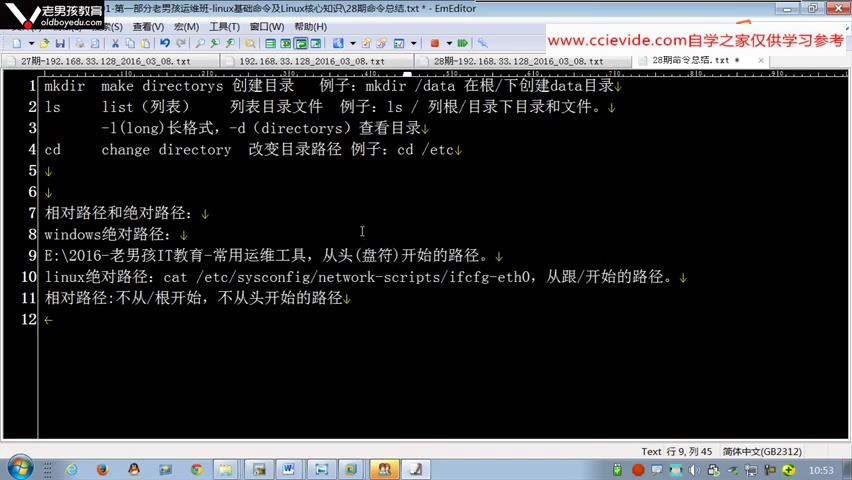 老男孩教育
oldboyedu.com
1-第一部分老男孩运维班-linux基础命令及Linux核心知识\28期命令总结.txt * - EmEditor
(S) 查看(V) 宏(M) 工具(T) 窗口(W) 帮助(H)
www.ccievide.com自学之家仅供学习参考
27期-192.168.33.128_2016_03_08.txt 192.168.33.128_2016_03_08.txt 28期-192.168.33.128_2016_03_08.txt 28期命令总结.txt *
1 mkdir make directorys 创建目录 例子：mkdir /data 在根/下创建data目录↓
2 ls list（列表） 列表目录文件 例子：ls / 列根/目录下目录和文件。↓
3 -l(long)长格式，-d（directorys）查看目录↓
4 cd change directory 改变目录路径 例子：cd /etc↓
5 ↓
6 ↓
7 相对路径和绝对路径：↓
8 windows绝对路径：↓
9 E:\2016-老男孩IT教育-常用运维工具，从头(盘符)开始的路径。↓
10 linux绝对路径：cat /etc/sysconfig/network-scripts/ifcfg-eth0，从跟/开始的路径。↓
11 相对路径:不从/根开始，不从头开始的路径↓
12 ←
Text 行 9, 列 45 简体中文(GB2312)
10:53